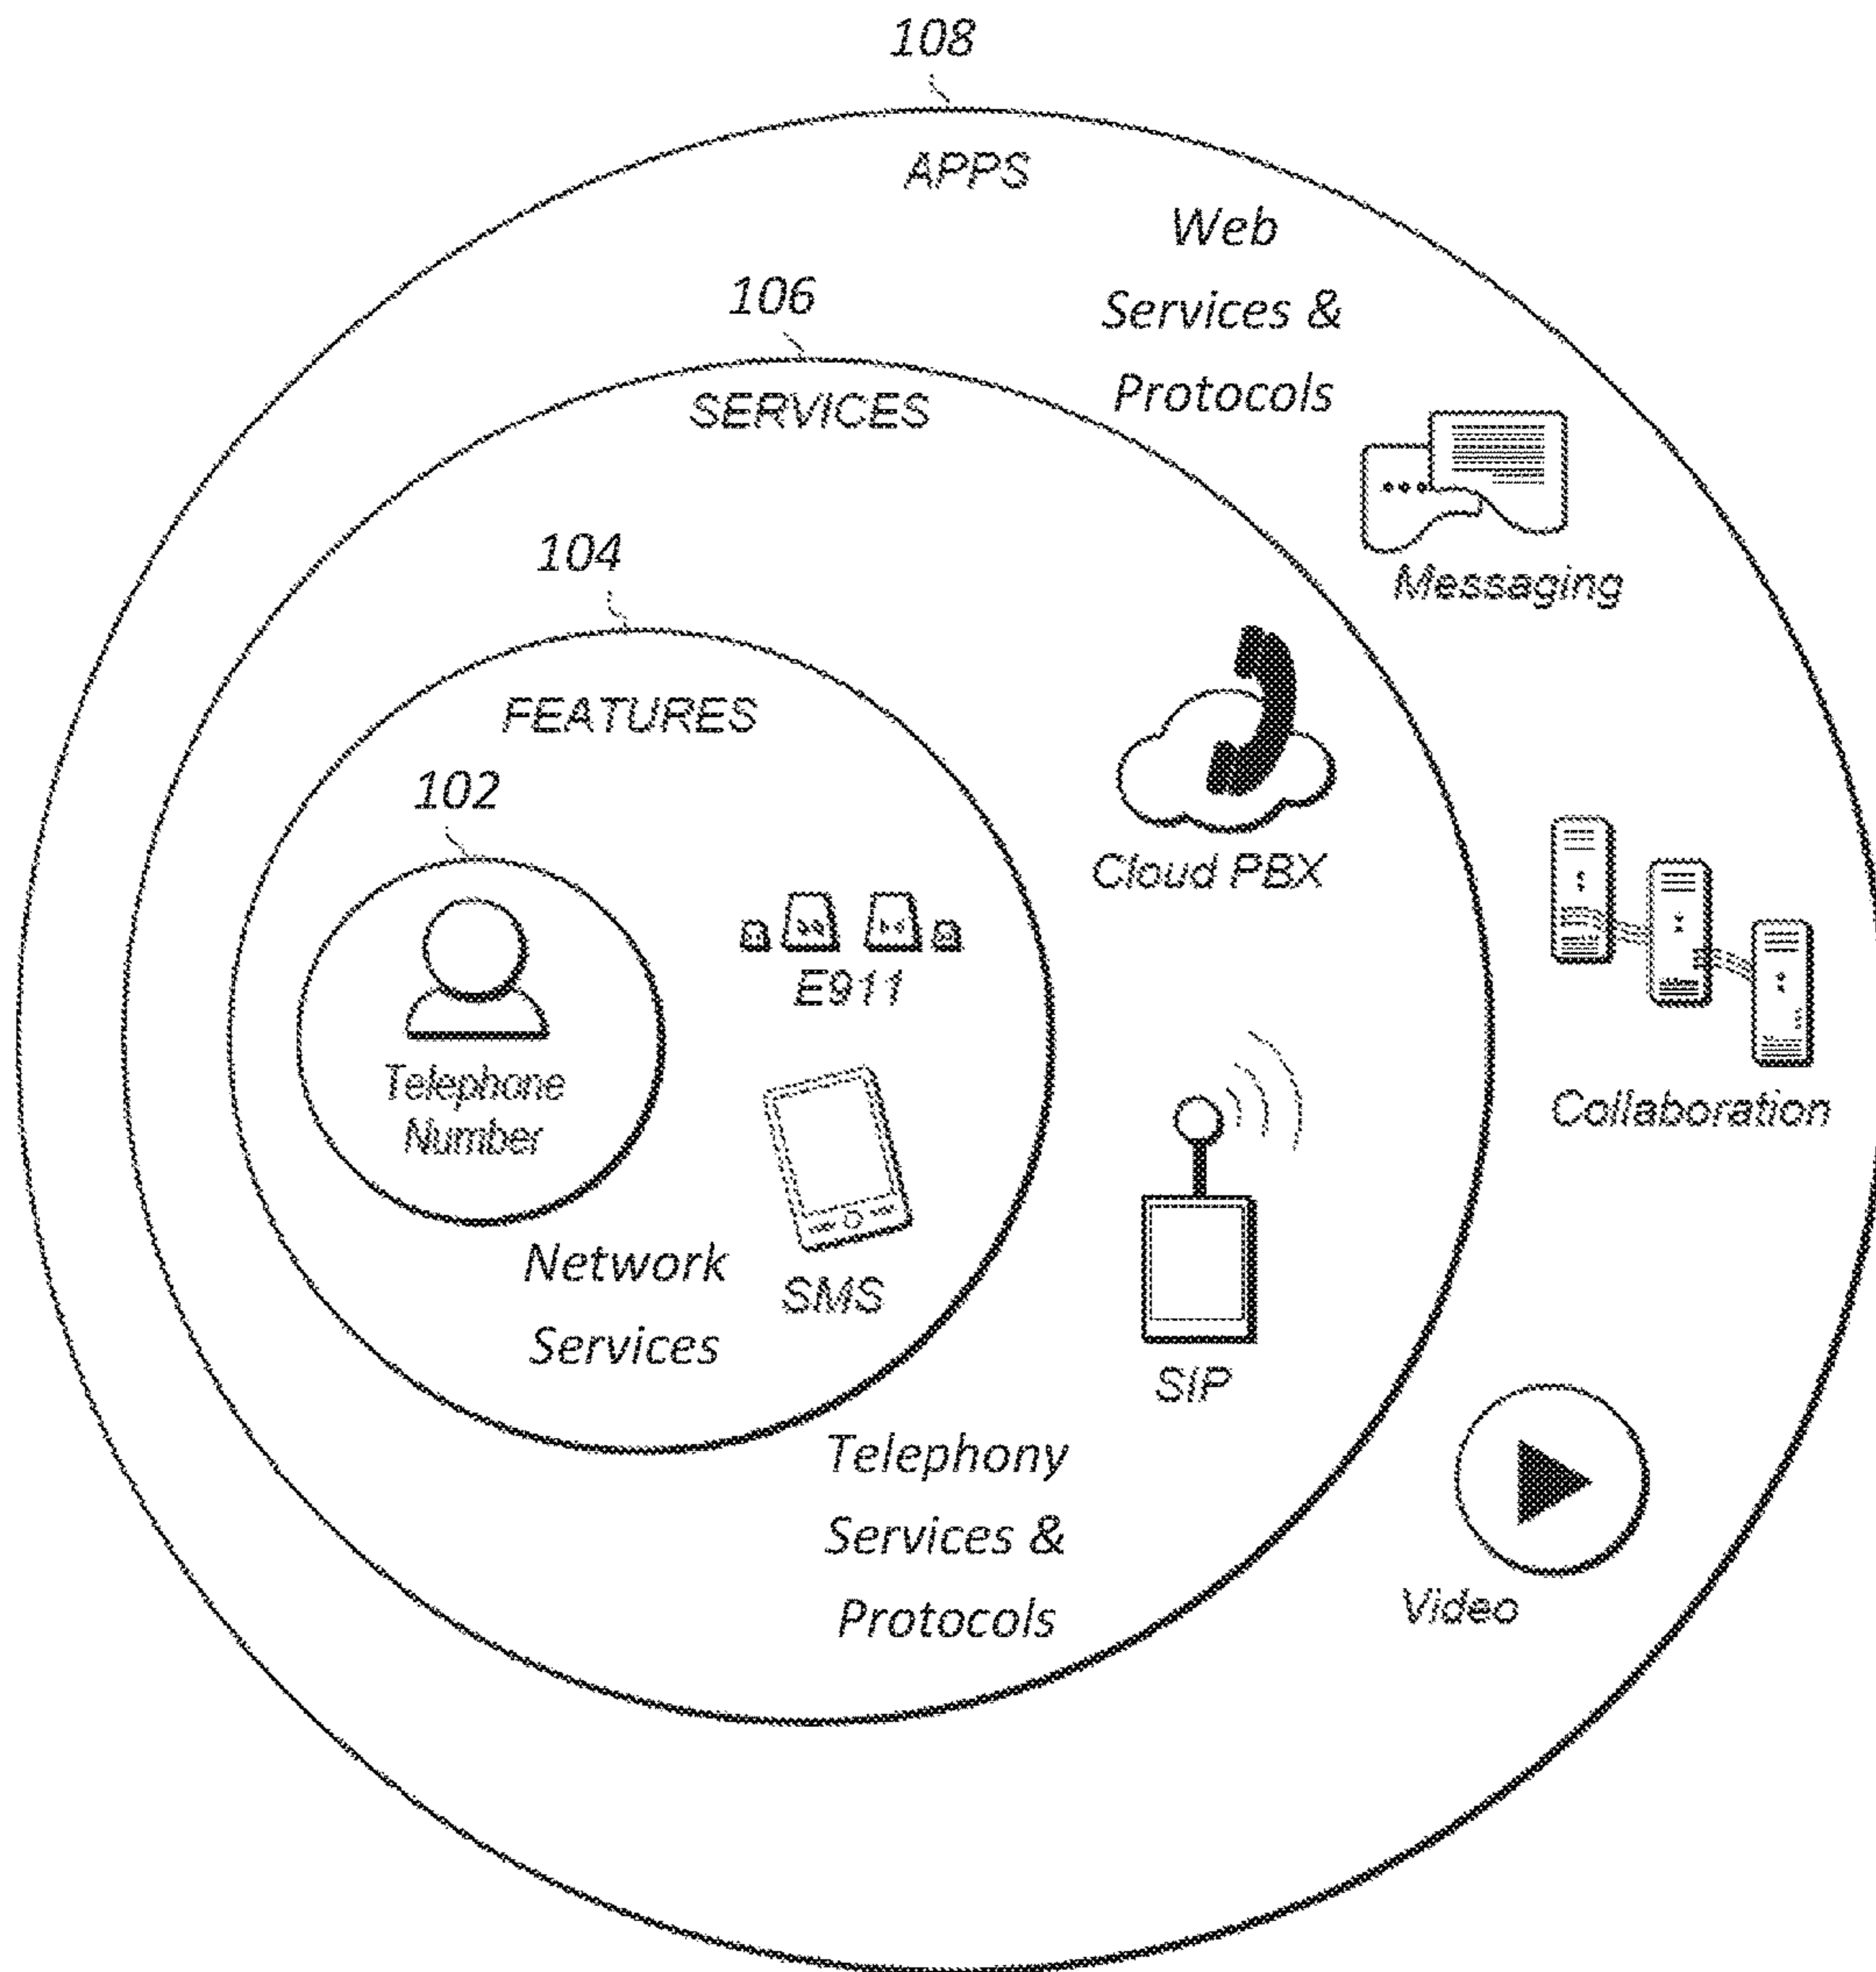 108
APPS
Web
Services &
Protocols
106
SERVICES
Messaging
104
FEATURES
102
Cloud PBX
E911
Telephone
Number
Collaboration
Network
Services
SMS
SIP
Telephony
Services &
Protocols
Video